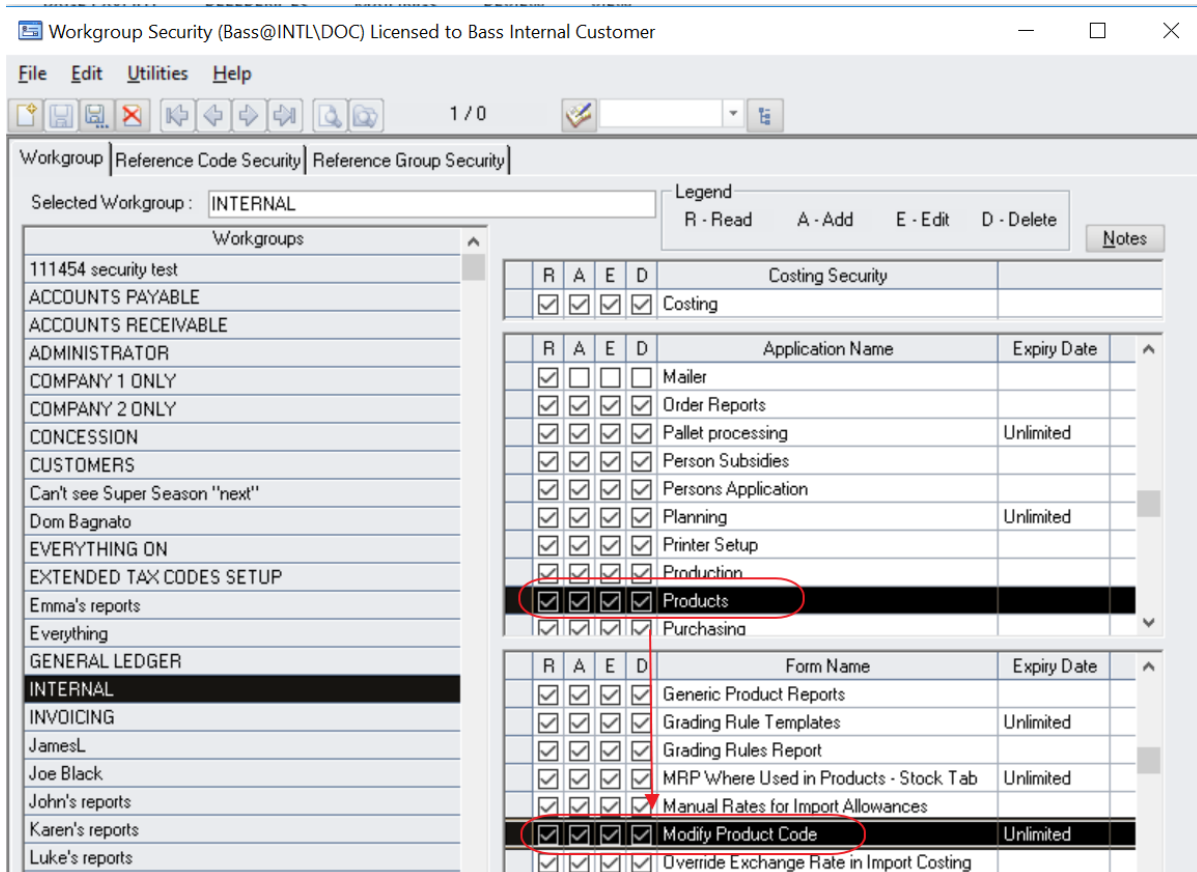 Workgroup Security (Bass@INTL\DOC) Licensed to Bass Internal Customer
File Edit Utilities Help
1 / 0
Workgroup Reference Code Security Reference Group Security
Selected Workgroup : INTERNAL
Legend
R - Read A - Add E - Edit D - Delete
Notes
Workgroups
111454 security test
ACCOUNTS PAYABLE
ACCOUNTS RECEIVABLE
ADMINISTRATOR
COMPANY 1 ONLY
COMPANY 2 ONLY
CONCESSION
CUSTOMERS
Can't see Super Season "next"
Dom Bagnato
EVERYTHING ON
EXTENDED TAX CODES SETUP
Emma's reports
Everything
GENERAL LEDGER
INTERNAL
INVOICING
JamesL
Joe Black
John's reports
Karen's reports
Luke's reports
R A E D Costing Security
Costing
R A E D Application Name Expiry Date
Mailer
Order Reports
Pallet processing Unlimited
Person Subsidies
Persons Application
Planning Unlimited
Printer Setup
Production
Products
Purchasing
R A E D Form Name Expiry Date
Generic Product Reports
Grading Rule Templates Unlimited
Grading Rules Report
MRP Where Used in Products - Stock Tab Unlimited
Manual Rates for Import Allowances
Modify Product Code Unlimited
Override Exchange Rate in Import Costing